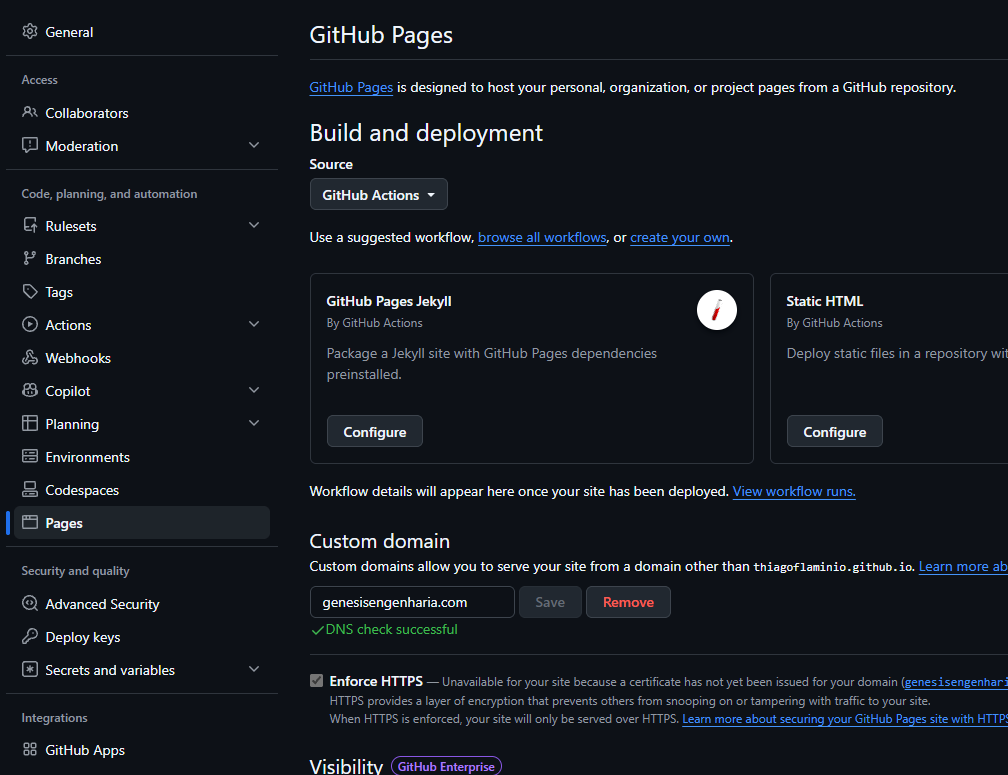 General
Access
Collaborators
Moderation
Code, planning, and automation
Rulesets
Branches
Tags
Actions
Webhooks
Copilot
Planning
Environments
Codespaces
Pages
Security and quality
Advanced Security
Deploy keys
Secrets and variables
Integrations
GitHub Apps
GitHub Pages
GitHub Pages is designed to host your personal, organization, or project pages from a GitHub repository.
Build and deployment
Source
GitHub Actions
Use a suggested workflow, browse all workflows, or create your own.
GitHub Pages Jekyll
By GitHub Actions
Package a Jekyll site with GitHub Pages dependencies
preinstalled.
Configure
Static HTML
By GitHub Actions
Deploy static files in a repository wit
Configure
Workflow details will appear here once your site has been deployed. View workflow runs.
Custom domain
Custom domains allow you to serve your site from a domain other than thiagoflaminio.github.io. Learn more ab
genesisengenharia.com
Save
Remove
DNS check successful
Enforce HTTPS — Unavailable for your site because a certificate has not yet been issued for your domain (genesisengenhari
HTTPS provides a layer of encryption that prevents others from snooping on or tampering with traffic to your site.
When HTTPS is enforced, your site will only be served over HTTPS. Learn more about securing your GitHub Pages site with HTTPS
Visibility GitHub Enterprise